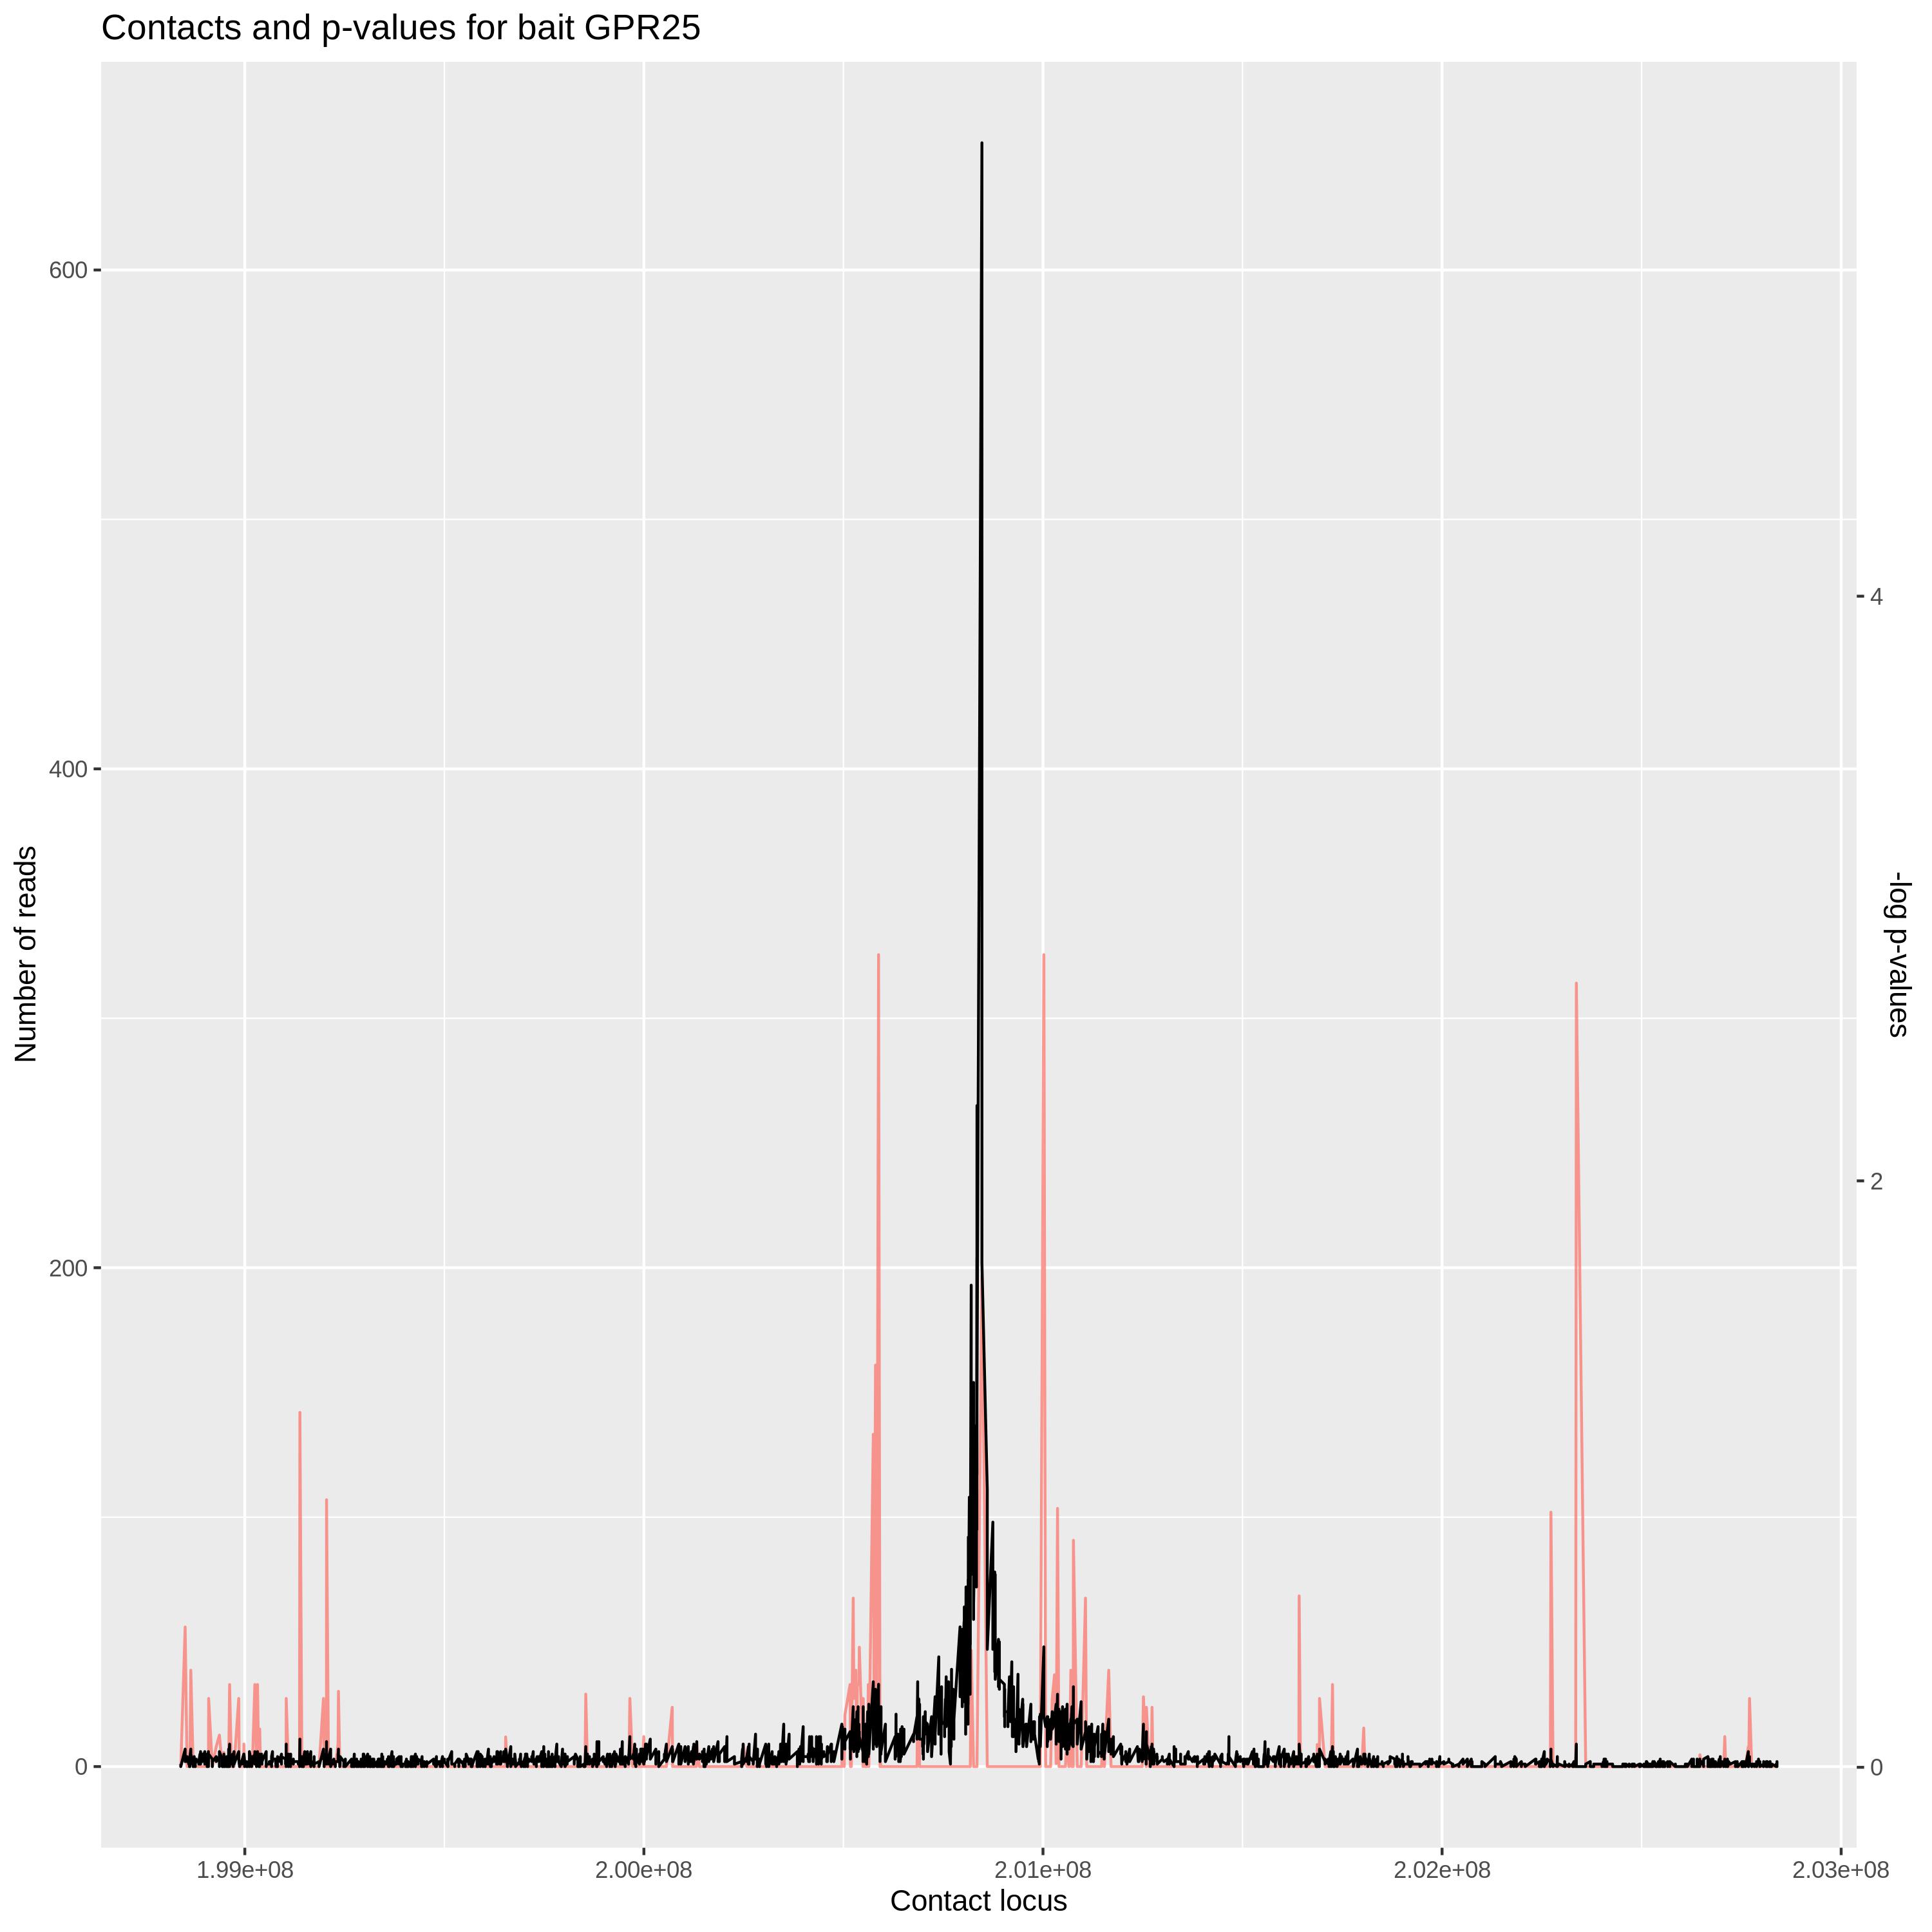 Contacts and p-values for bait GPR25
600
400
200
0
Number of reads
4
2
0
-log p-values
1.99e+08
2.00e+08
2.01e+08
2.02e+08
2.03e+08
Contact locus